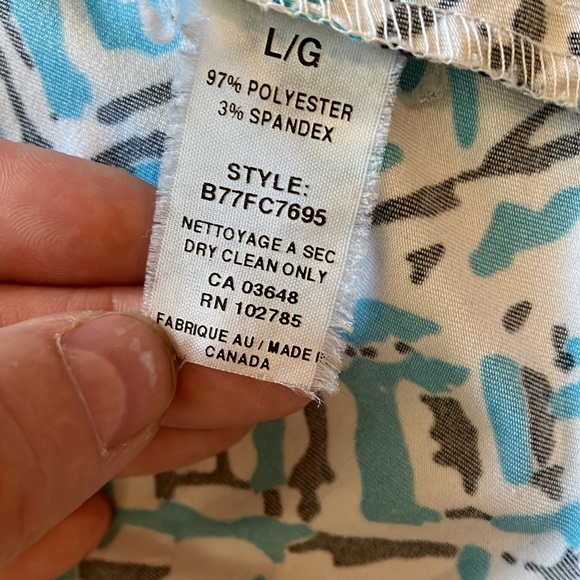 L/G
97% POLYESTER
3% SPANDEX
STYLE:
B77FC7695
NETTOYAGE A SEC
DRY CLEAN ONLY
CA 03648
RN 102785
FABRIQUE AU / MADE
CANADA